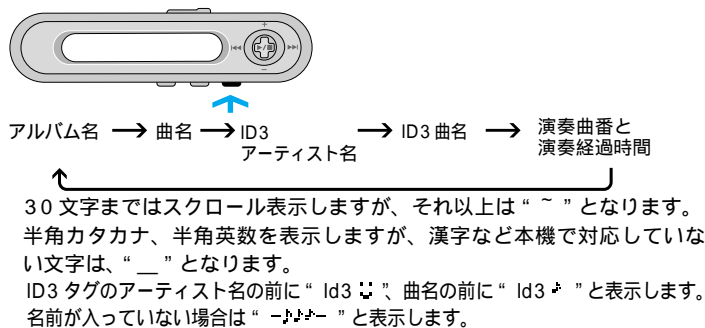 アルバム名 → 曲名 → ID3 アーティスト名 → ID3 曲名 → 演奏曲番と演奏経過時間
30文字まではスクロール表示しますが、それ以上は“ ~ ”となります。
半角カタカナ、半角英数を表示しますが、漢字など本機で対応していな
い文字は、“ _ ”となります。
ID3 タグのアーティスト名の前に“ Id3 ”、曲名の前に“ Id3 ♪ ”と表示します。
名前が入っていない場合は“ -♪♪♪- ”と表示します。